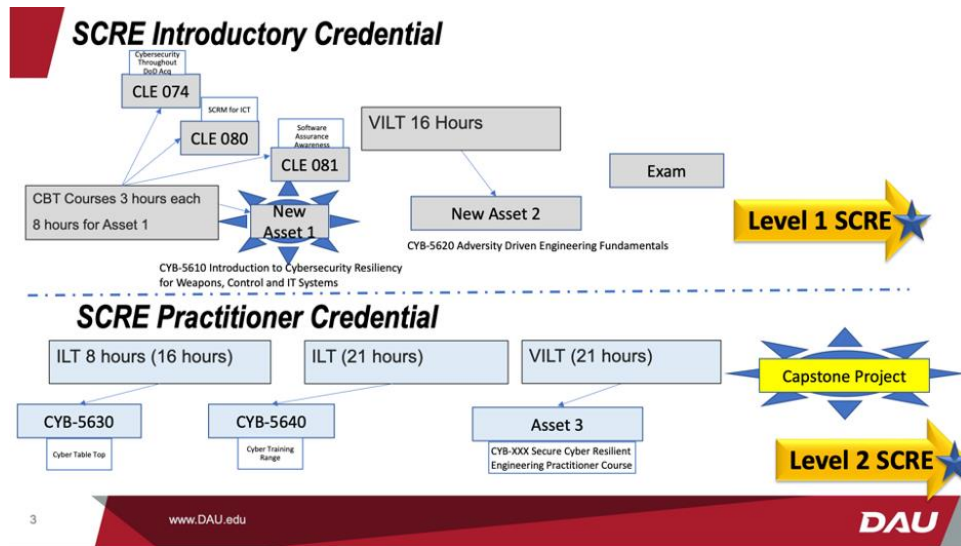 SCRE Introductory Credential
Cybersecurity
Throughout
DoD Acq
CLE 074
SCRM for ICT
CLE 080
Software
Assurance
Awareness
CLE 081
VILT 16 Hours
Exam
CBT Courses 3 hours each
8 hours for Asset 1
New
Asset 1
New Asset 2
Level 1 SCRE
CYB-5620 Adversity Driven Engineering Fundamentals
CYB-5610 Introduction to Cybersecurity Resiliency
for Weapons, Control and IT Systems
SCRE Practitioner Credential
ILT 8 hours (16 hours)
ILT (21 hours)
VILT (21 hours)
Capstone Project
CYB-5630
CYB-5640
Asset 3
Cyber Table Top
Cyber Training
Range
CYB-XXX Secure Cyber Resilient
Engineering Practitioner Course
Level 2 SCRE
3
www.DAU.edu
DAU